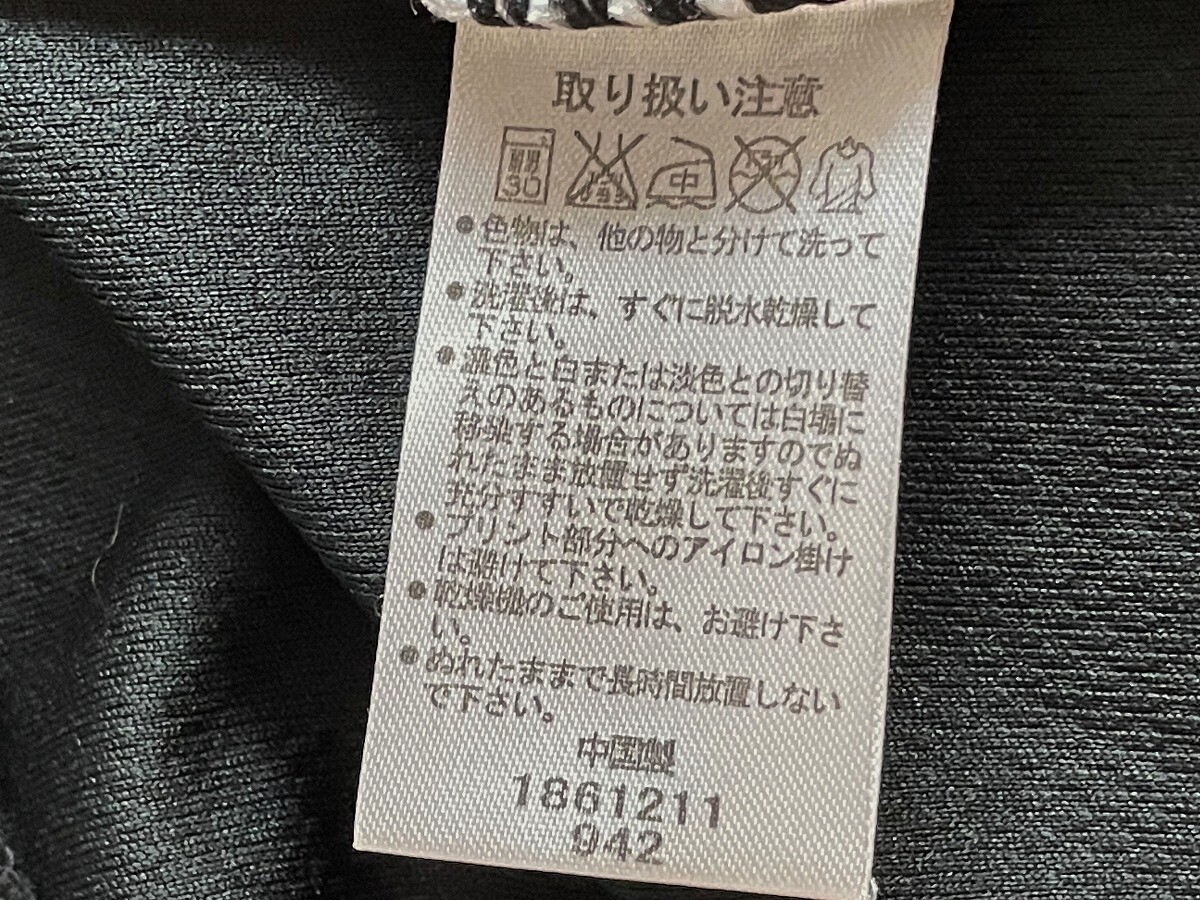 取り扱い注意
30 中
● 色物は、他の物と分けて洗って
下さい。
● 洗濯後は、すぐに脱水乾燥して
下さい。
● 濃色と白または淡色との切り替
えのあるものについては白場に
移染する場合がありますのでぬ
れたまま放置せず洗濯後すぐに
充分すすいで乾燥して下さい。
● プリント部分へのアイロン掛け
は避けて下さい。
● 乾燥機のご使用は、お避け下さ
い。
● ぬれたままで長時間放置しない
で下さい。
中国製
1861211
942